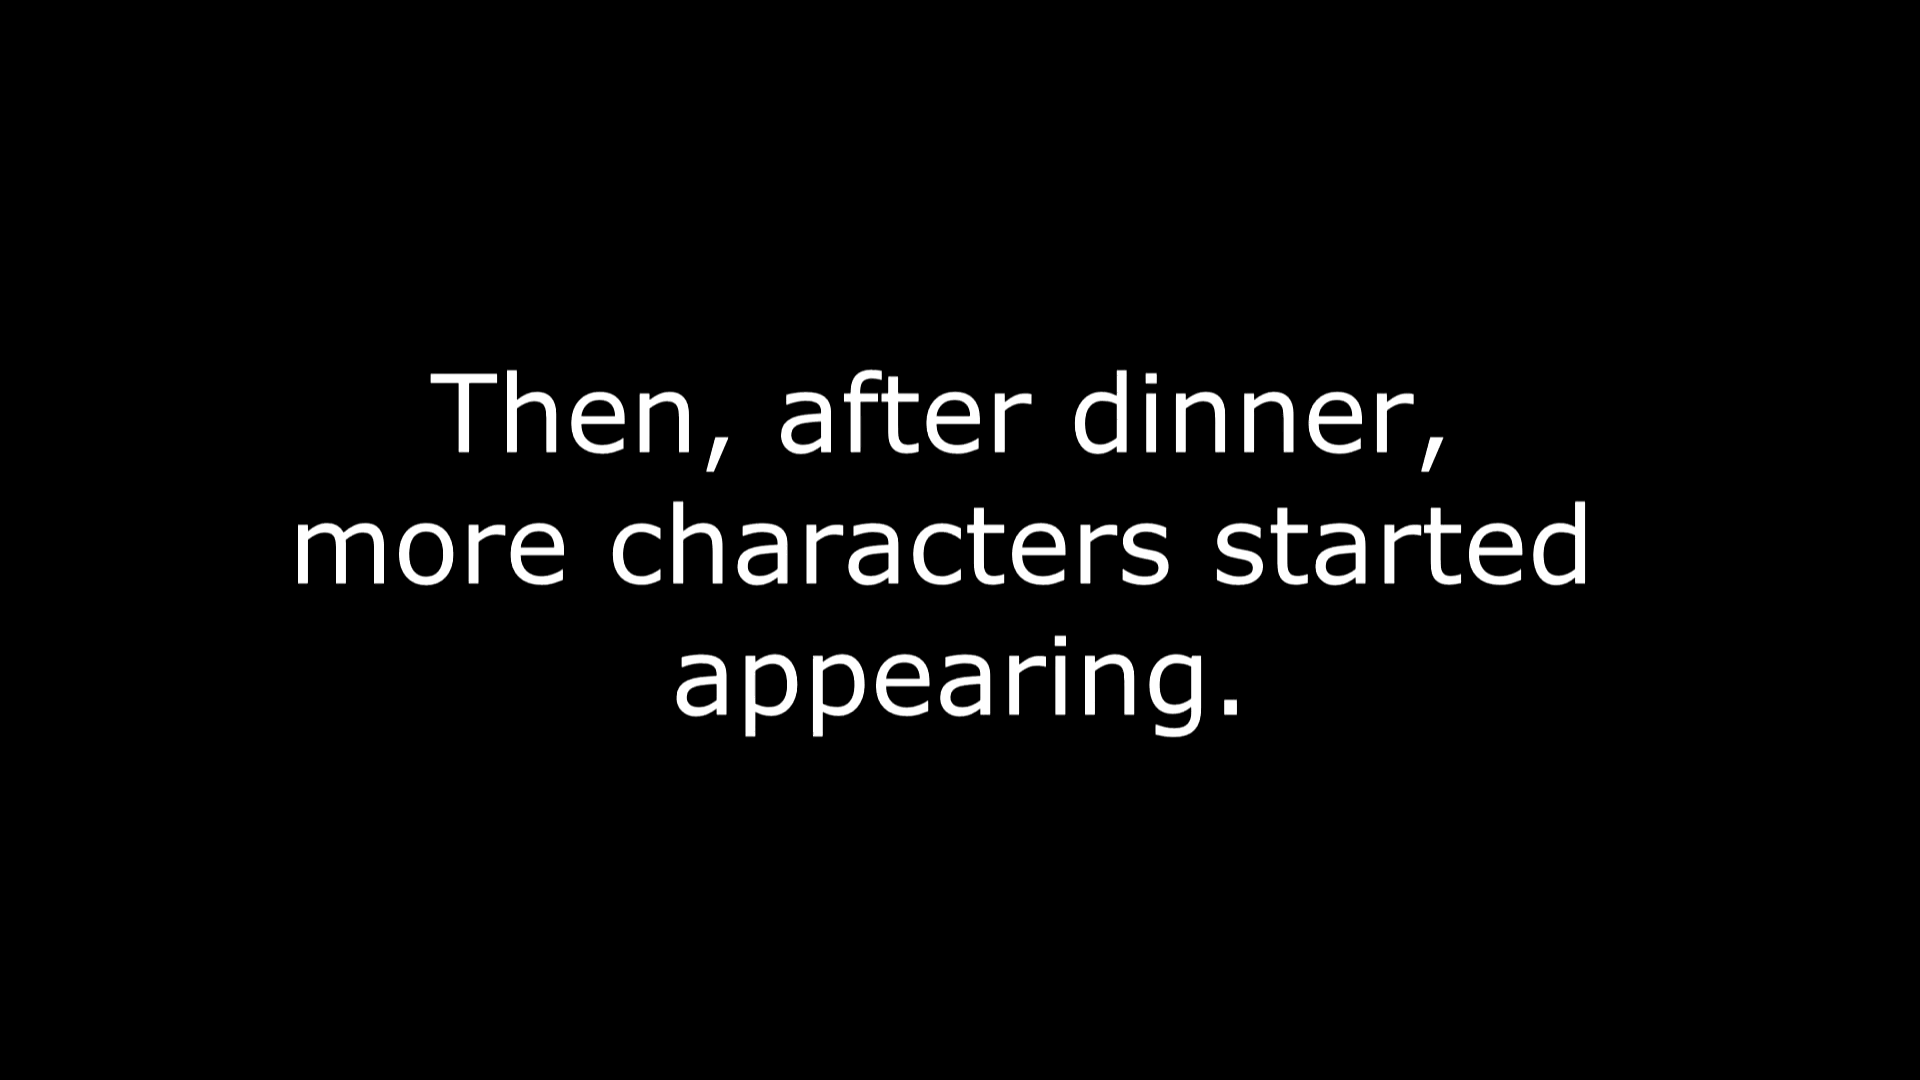 Then, after dinner,
more characters started
appearing.